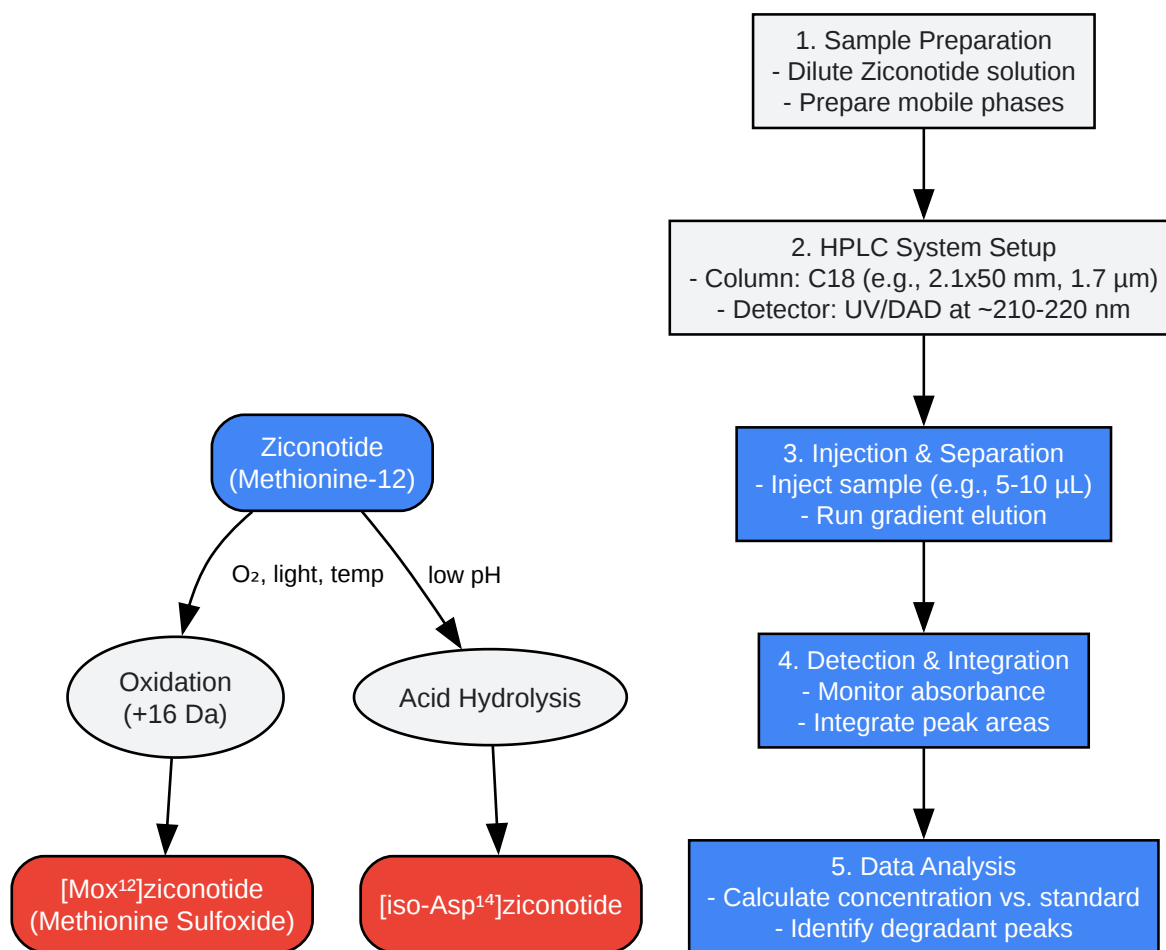 1. Sample Preparation
- Dilute Ziconotide solution
- Prepare mobile phases
2. HPLC System Setup
- Column: C18 (e.g., 2.1x50 mm, 1.7 µm)
- Detector: UV/DAD at ~210-220 nm
Ziconotide
(Methionine-12)
3. Injection & Separation
- Inject sample (e.g., 5-10 µL)
- Run gradient elution
O₂, light, temp
low pH
Oxidation
(+16 Da)
Acid Hydrolysis
4. Detection & Integration
- Monitor absorbance
- Integrate peak areas
[Mox¹²]ziconotide
(Methionine Sulfoxide)
[iso-Asp¹⁴]ziconotide
5. Data Analysis
- Calculate concentration vs. standard
- Identify degradant peaks